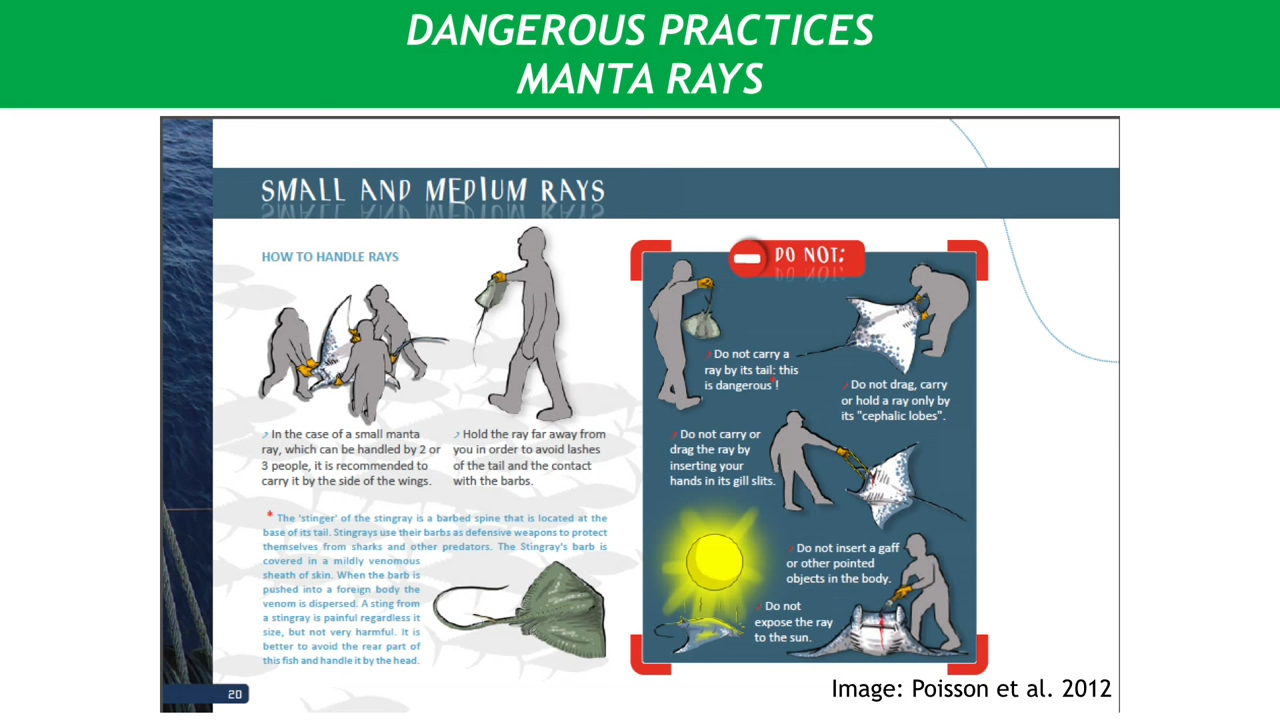 DANGEROUS PRACTICES
MANTA RAYS
SMALL AND MEDIUM RAYS
HOW TO HANDLE RAYS
In the case of a small manta
ray, which can be handled by 2 or
3 people, it is recommended to
carry it by the side of the wings.
Hold the ray far away from
you in order to avoid lashes
of the tail and the contact
with the barbs.
* The 'stinger' of the stingray is a barbed spine that is located at the
base of its tail. Stingrays use their barbs as defensive weapons to protect
themselves from sharks and other predators. The Stingray's barb is
covered in a mildly venomous
sheath of skin. When the barb is
pushed into a foreign body the
venom is dispersed. A sting from
a stingray is painful regardless it
size, but not very harmful. It is
better to avoid the rear part of
this fish and handle it by the head.
20
DO NOT:
Do not carry a
ray by its tail: this
is dangerous*!
Do not drag, carry
or hold a ray only by
its "cephalic lobes".
Do not carry or
drag the ray by
inserting your
hands in its gill slits.
Do not insert a gaff
or other pointed
objects in the body.
Do not
expose the ray
to the sun.
Image: Poisson et al. 2012